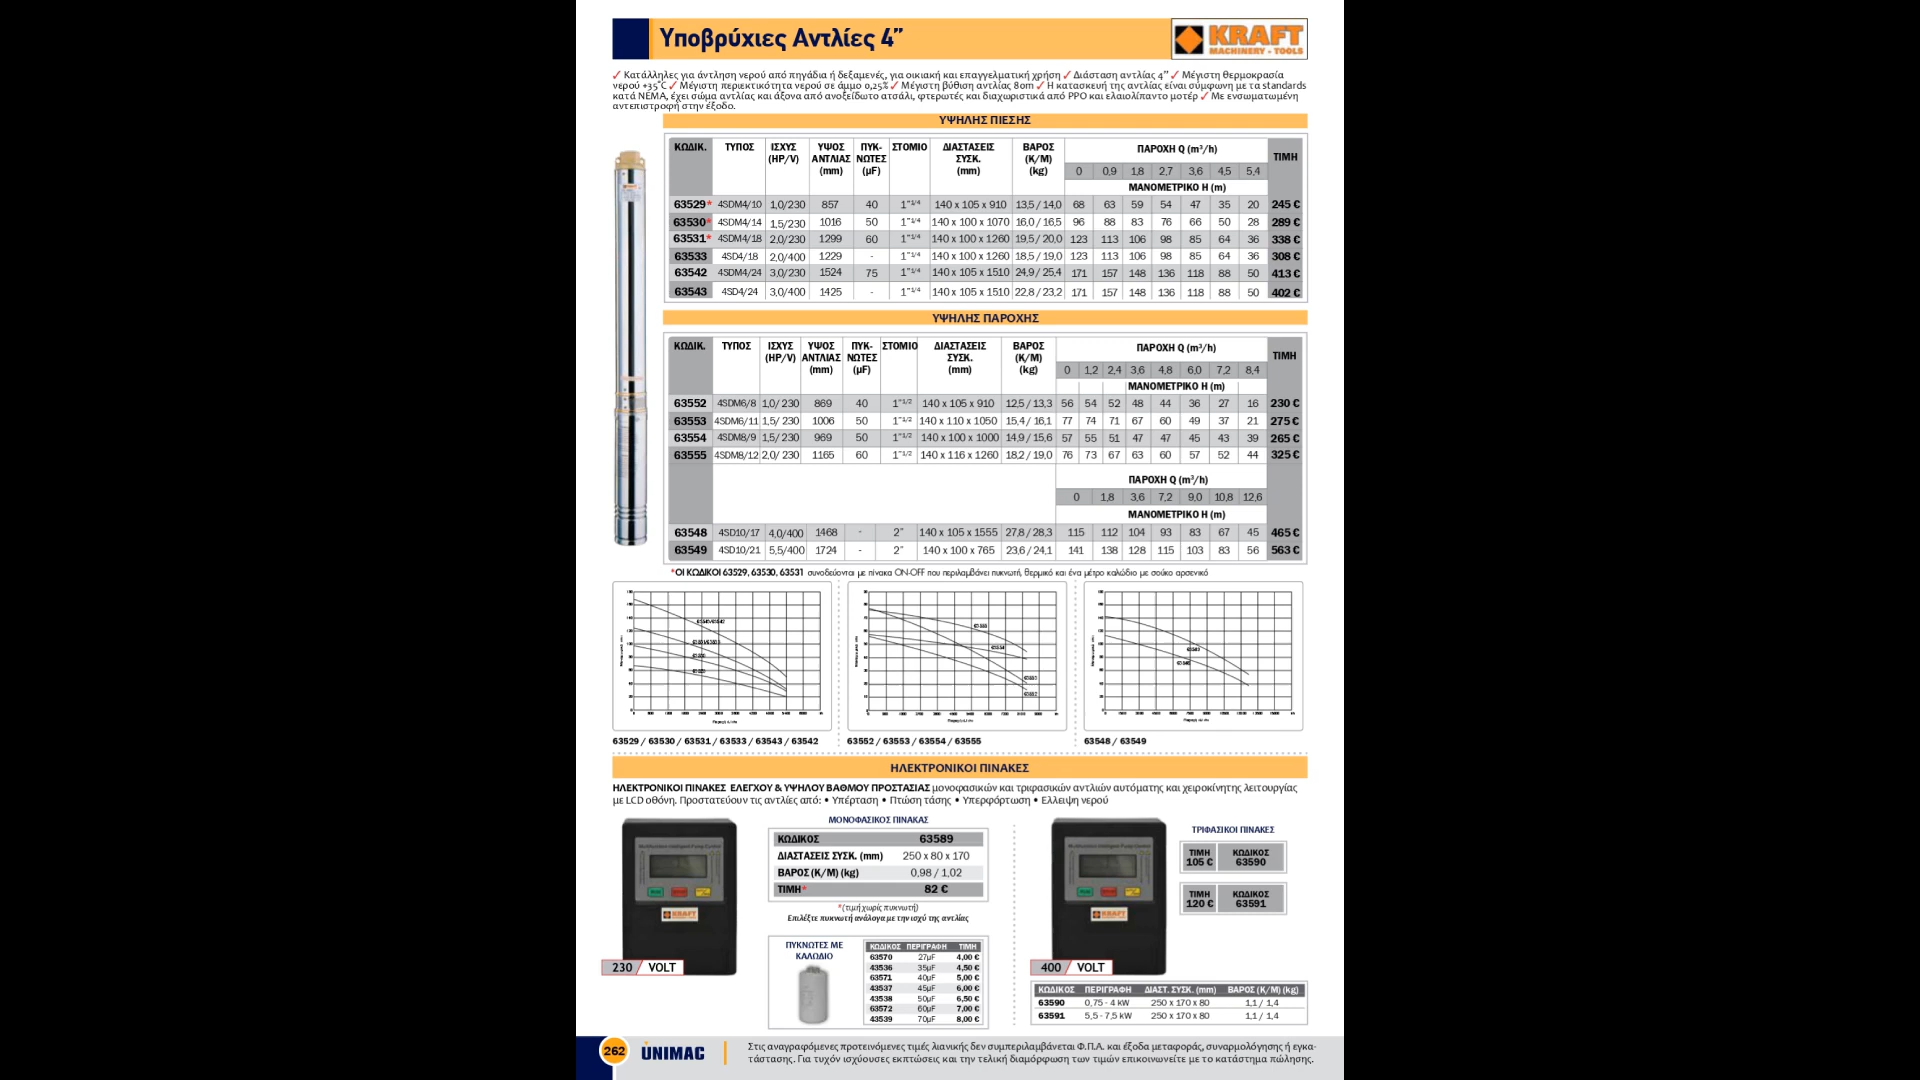 Υποβρύχιες Αντλίες 4”
KRAFT
MACHINERY - TOOLS
✓ Κατάλληλες για άντληση νερού από πηγάδια ή δεξαμενές, για οικιακή και επαγγελματική χρήση ✓ Διάσταση αντλίας 4” ✓ Μέγιστη θερμοκρασία
νερού +35˚C ✓ Μέγιστη περιεκτικότητα νερού σε άμμο 0,25% ✓ Μέγιστη βύθιση αντλίας 80m ✓ Η κατασκευή της αντλίας είναι σύμφωνη με τα standards
κατά NEMA, έχει σώμα αντλίας και άξονα από ανοξείδωτο ατσάλι, φτερωτές και διαχωριστικά από PPO και ελαιολίπαντο μοτέρ ✓ Με ενσωματωμένη
αντεπιστροφή στην έξοδο.
ΥΨΗΛΗΣ ΠΙΕΣΗΣ
ΚΩΔΙΚ. ΤΥΠΟΣ ΙΣΧΥΣ (HP/V) ΥΨΟΣ ΑΝΤΛΙΑΣ (mm) ΠΥΚ-ΝΩΤΕΣ (μF) ΣΤΟΜΙΟ ΔΙΑΣΤΑΣΕΙΣ ΣΥΣΚ. (mm) ΒΑΡΟΣ (Κ/Μ) (kg) ΠΑΡΟΧΗ Q (m³/h) ΤΙΜΗ
0 0,9 1,8 2,7 3,6 4,5 5,4
ΜΑΝΟΜΕΤΡΙΚΟ Η (m)
63529* 4SDM4/10 1,0/230 857 40 1”1/4 140 x 105 x 910 13,5 / 14,0 68 63 59 54 47 35 20 245 €
63530* 4SDM4/14 1,5/230 1016 50 1”1/4 140 x 100 x 1070 16,0 / 16,5 96 88 83 76 66 50 28 289 €
63531* 4SDM4/18 2,0/230 1299 60 1”1/4 140 x 100 x 1260 19,5 / 20,0 123 113 106 98 85 64 36 338 €
63533 4SD4/18 2,0/400 1229 - 1”1/4 140 x 100 x 1260 18,5 / 19,0 123 113 106 98 85 64 36 308 €
63542 4SDM4/24 3,0/230 1524 75 1”1/4 140 x 105 x 1510 24,9 / 25,4 171 157 148 136 118 88 50 413 €
63543 4SD4/24 3,0/400 1425 - 1”1/4 140 x 105 x 1510 22,8 / 23,2 171 157 148 136 118 88 50 402 €
ΥΨΗΛΗΣ ΠΑΡΟΧΗΣ
ΚΩΔΙΚ. ΤΥΠΟΣ ΙΣΧΥΣ (HP/V) ΥΨΟΣ ΑΝΤΛΙΑΣ (mm) ΠΥΚ-ΝΩΤΕΣ (μF) ΣΤΟΜΙΟ ΔΙΑΣΤΑΣΕΙΣ ΣΥΣΚ. (mm) ΒΑΡΟΣ (Κ/Μ) (kg) ΠΑΡΟΧΗ Q (m³/h) ΤΙΜΗ
0 1,2 2,4 3,6 4,8 6,0 7,2 8,4
ΜΑΝΟΜΕΤΡΙΚΟ Η (m)
63552 4SDM6/8 1,0/ 230 869 40 1”1/2 140 x 105 x 910 12,5 / 13,3 56 54 52 48 44 36 27 16 230 €
63553 4SDM6/11 1,5/ 230 1006 50 1”1/2 140 x 110 x 1050 15,4 / 16,1 77 74 71 67 60 49 37 21 275 €
63554 4SDM8/9 1,5/ 230 969 50 1”1/2 140 x 100 x 1000 14,9 / 15,6 57 55 51 47 47 45 43 39 265 €
63555 4SDM8/12 2,0/ 230 1165 60 1”1/2 140 x 116 x 1260 18,2 / 19,0 76 73 67 63 60 57 52 44 325 €
ΠΑΡΟΧΗ Q (m³/h)
0 1,8 3,6 7,2 9,0 10,8 12,6
ΜΑΝΟΜΕΤΡΙΚΟ Η (m)
63548 4SD10/17 4,0/400 1468 - 2” 140 x 105 x 1555 27,8 / 28,3 115 112 104 93 83 67 45 465 €
63549 4SD10/21 5,5/400 1724 - 2” 140 x 100 x 765 23,6 / 24,1 141 138 128 115 103 83 56 563 €
*ΟΙ ΚΩΔΙΚΟΙ 63529, 63530, 63531 συνοδεύονται με πίνακα ON-OFF που περιλαμβάνει πυκνωτή, θερμικό και ένα μέτρο καλώδιο με σούκο αρσενικό
63529 / 63530 / 63531 / 63533 / 63543 / 63542
63552 / 63553 / 63554 / 63555
63548 / 63549
ΗΛΕΚΤΡΟΝΙΚΟΙ ΠΙΝΑΚΕΣ
ΗΛΕΚΤΡΟΝΙΚΟΙ ΠΙΝΑΚΕΣ ΕΛΕΓΧΟΥ & ΥΨΗΛΟΥ ΒΑΘΜΟΥ ΠΡΟΣΤΑΣΙΑΣ μονοφασικών και τριφασικών αντλιών αυτόματης και χειροκίνητης λειτουργίας
με LCD οθόνη. Προστατεύουν τις αντλίες από: • Υπέρταση • Πτώση τάσης • Υπερφόρτωση • Ελλειψη νερού
KRAFT
230 VOLT
ΜΟΝΟΦΑΣΙΚΟΣ ΠΙΝΑΚΑΣ
ΚΩΔΙΚΟΣ 63589
ΔΙΑΣΤΑΣΕΙΣ ΣΥΣΚ. (mm) 250 x 80 x 170
ΒΑΡΟΣ (Κ/Μ) (kg) 0,98 / 1,02
ΤΙΜΗ* 82 €
*(τιμή χωρίς πυκνωτή)
Επιλέξτε πυκνωτή ανάλογα με την ισχύ της αντλίας
ΠΥΚΝΩΤΕΣ ΜΕ
ΚΑΛΩΔΙΟ
ΚΩΔΙΚΟΣ ΠΕΡΙΓΡΑΦΗ ΤΙΜΗ
63570 27μF 4,00 €
43536 35μF 4,50 €
63571 40μF 5,00 €
43537 45μF 6,00 €
43538 50μF 6,50 €
63572 60μF 7,00 €
43539 70μF 8,00 €
KRAFT
400 VOLT
ΤΡΙΦΑΣΙΚΟΙ ΠΙΝΑΚΕΣ
ΤΙΜΗ ΚΩΔΙΚΟΣ
105 € 63590
ΤΙΜΗ ΚΩΔΙΚΟΣ
120 € 63591
ΚΩΔΙΚΟΣ ΠΕΡΙΓΡΑΦΗ ΔΙΑΣΤ. ΣΥΣΚ. (mm) ΒΑΡΟΣ (Κ/Μ) (kg)
63590 0,75 - 4 kW 250 x 170 x 80 1,1 / 1,4
63591 5,5 - 7,5 kW 250 x 170 x 80 1,1 / 1,4
262
UNIMAC
Στις αναγραφόμενες προτεινόμενες τιμές λιανικής δεν συμπεριλαμβάνεται Φ.Π.Α. και έξοδα μεταφοράς, συναρμολόγησης ή εγκα-
τάστασης. Για τυχόν ισχύουσες εκπτώσεις και την τελική διαμόρφωση των τιμών επικοινωνείτε με το κατάστημα πώλησης.